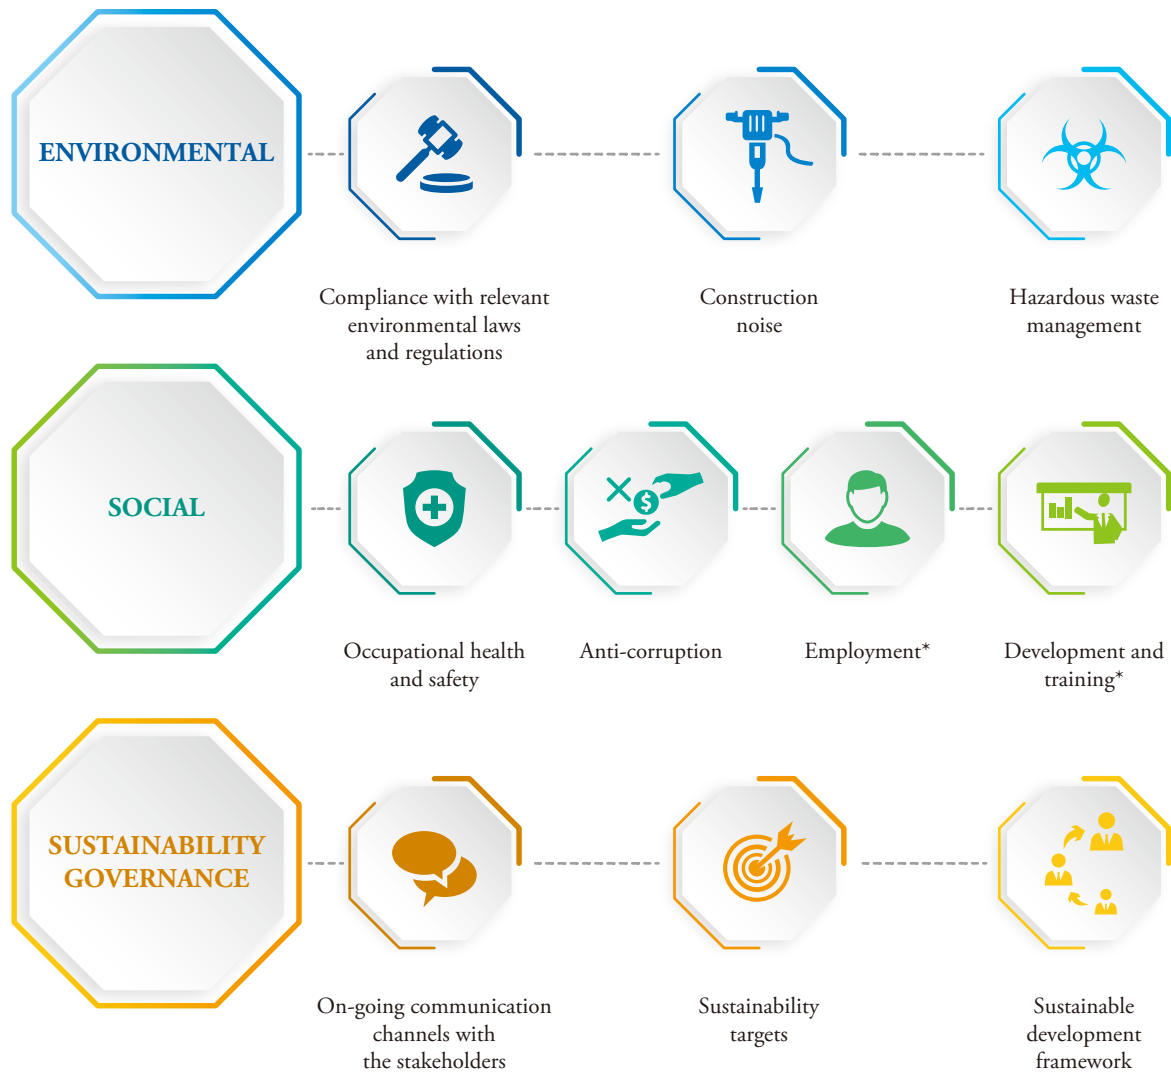 ENVIRONMENTAL
Compliance with relevant
environmental laws
and regulations
Construction
noise
Hazardous waste
management
SOCIAL
$
Occupational health
and safety
Anti-corruption
Employment*
Development and
training*
SUSTAINABILITY
GOVERNANCE
On-going communication
channels with
the stakeholders
Sustainability
targets
Sustainable
development
framework